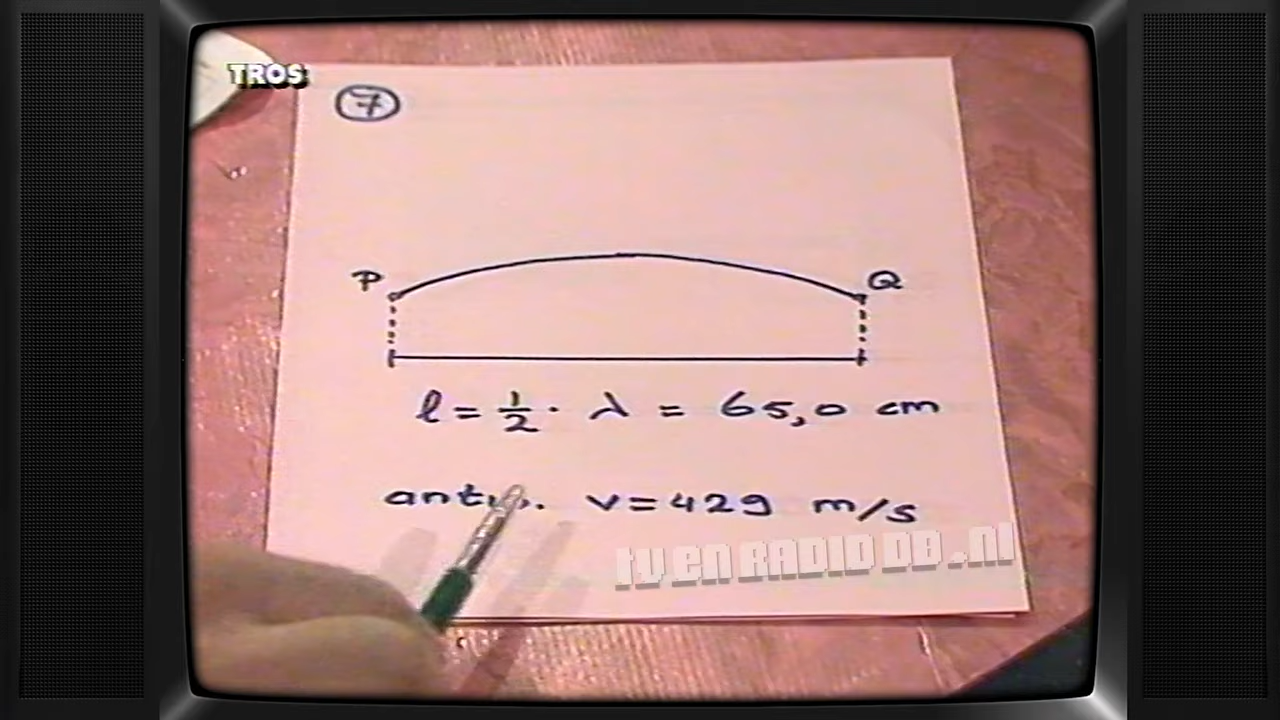 TROS
7
P Q
l = 1/2 · λ = 65,0 cm
v = 429 m/s
tv en RADIO DB .nl